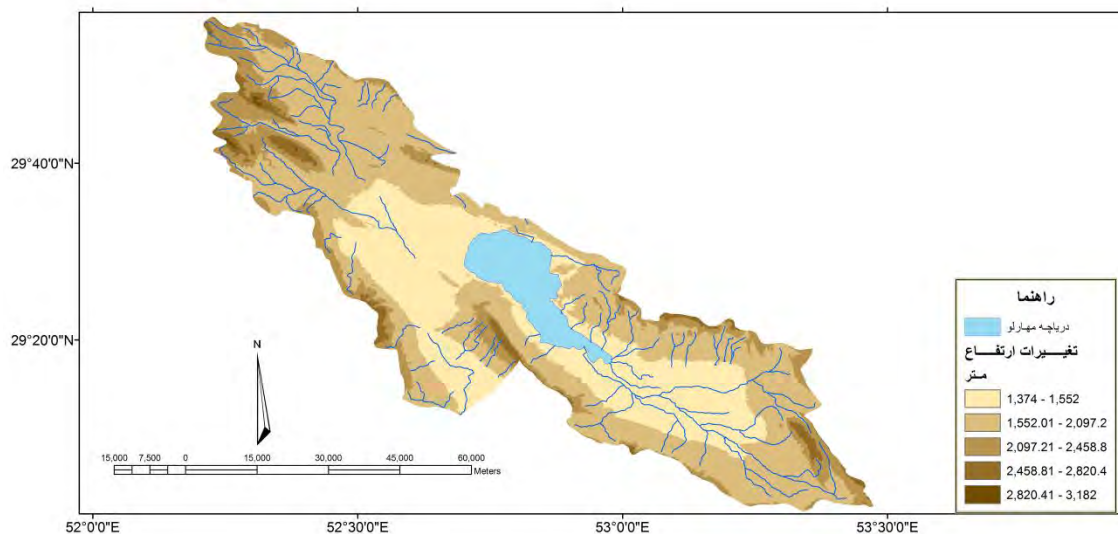 29°40'0"N
29°20'0"N
N
15,000 7,500 0 15,000 30,000 45,000 60,000
Meters
52°0'0"E 52°30'0"E 53°0'0"E 53°30'0"E
راهنما
دریاچه مهارلو
تغییرات ارتفاع
متر
1,374 - 1,552
1,552.01 - 2,097.2
2,097.21 - 2,458.8
2,458.81 - 2,820.4
2,820.41 - 3,182